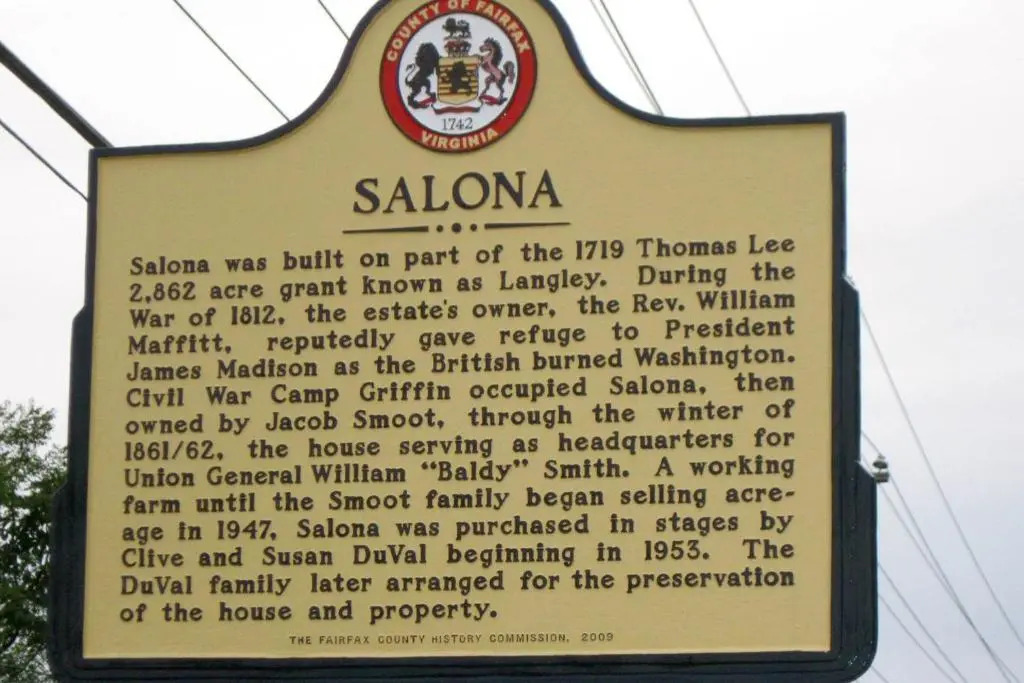 COUNTY OF FAIRFAX
1742
VIRGINIA
SALONA
Salona was built on part of the 1719 Thomas Lee
2,862 acre grant known as Langley. During the
War of 1812, the estate's owner, the Rev. William
Maffitt, reputedly gave refuge to President
James Madison as the British burned Washington.
Civil War Camp Griffin occupied Salona, then
owned by Jacob Smoot, through the winter of
1861/62, the house serving as headquarters for
Union General William "Baldy" Smith. A working
farm until the Smoot family began selling acre-
age in 1947, Salona was purchased in stages by
Clive and Susan DuVal beginning in 1953. The
DuVal family later arranged for the preservation
of the house and property.
THE FAIRFAX COUNTY HISTORY COMMISSION, 2009